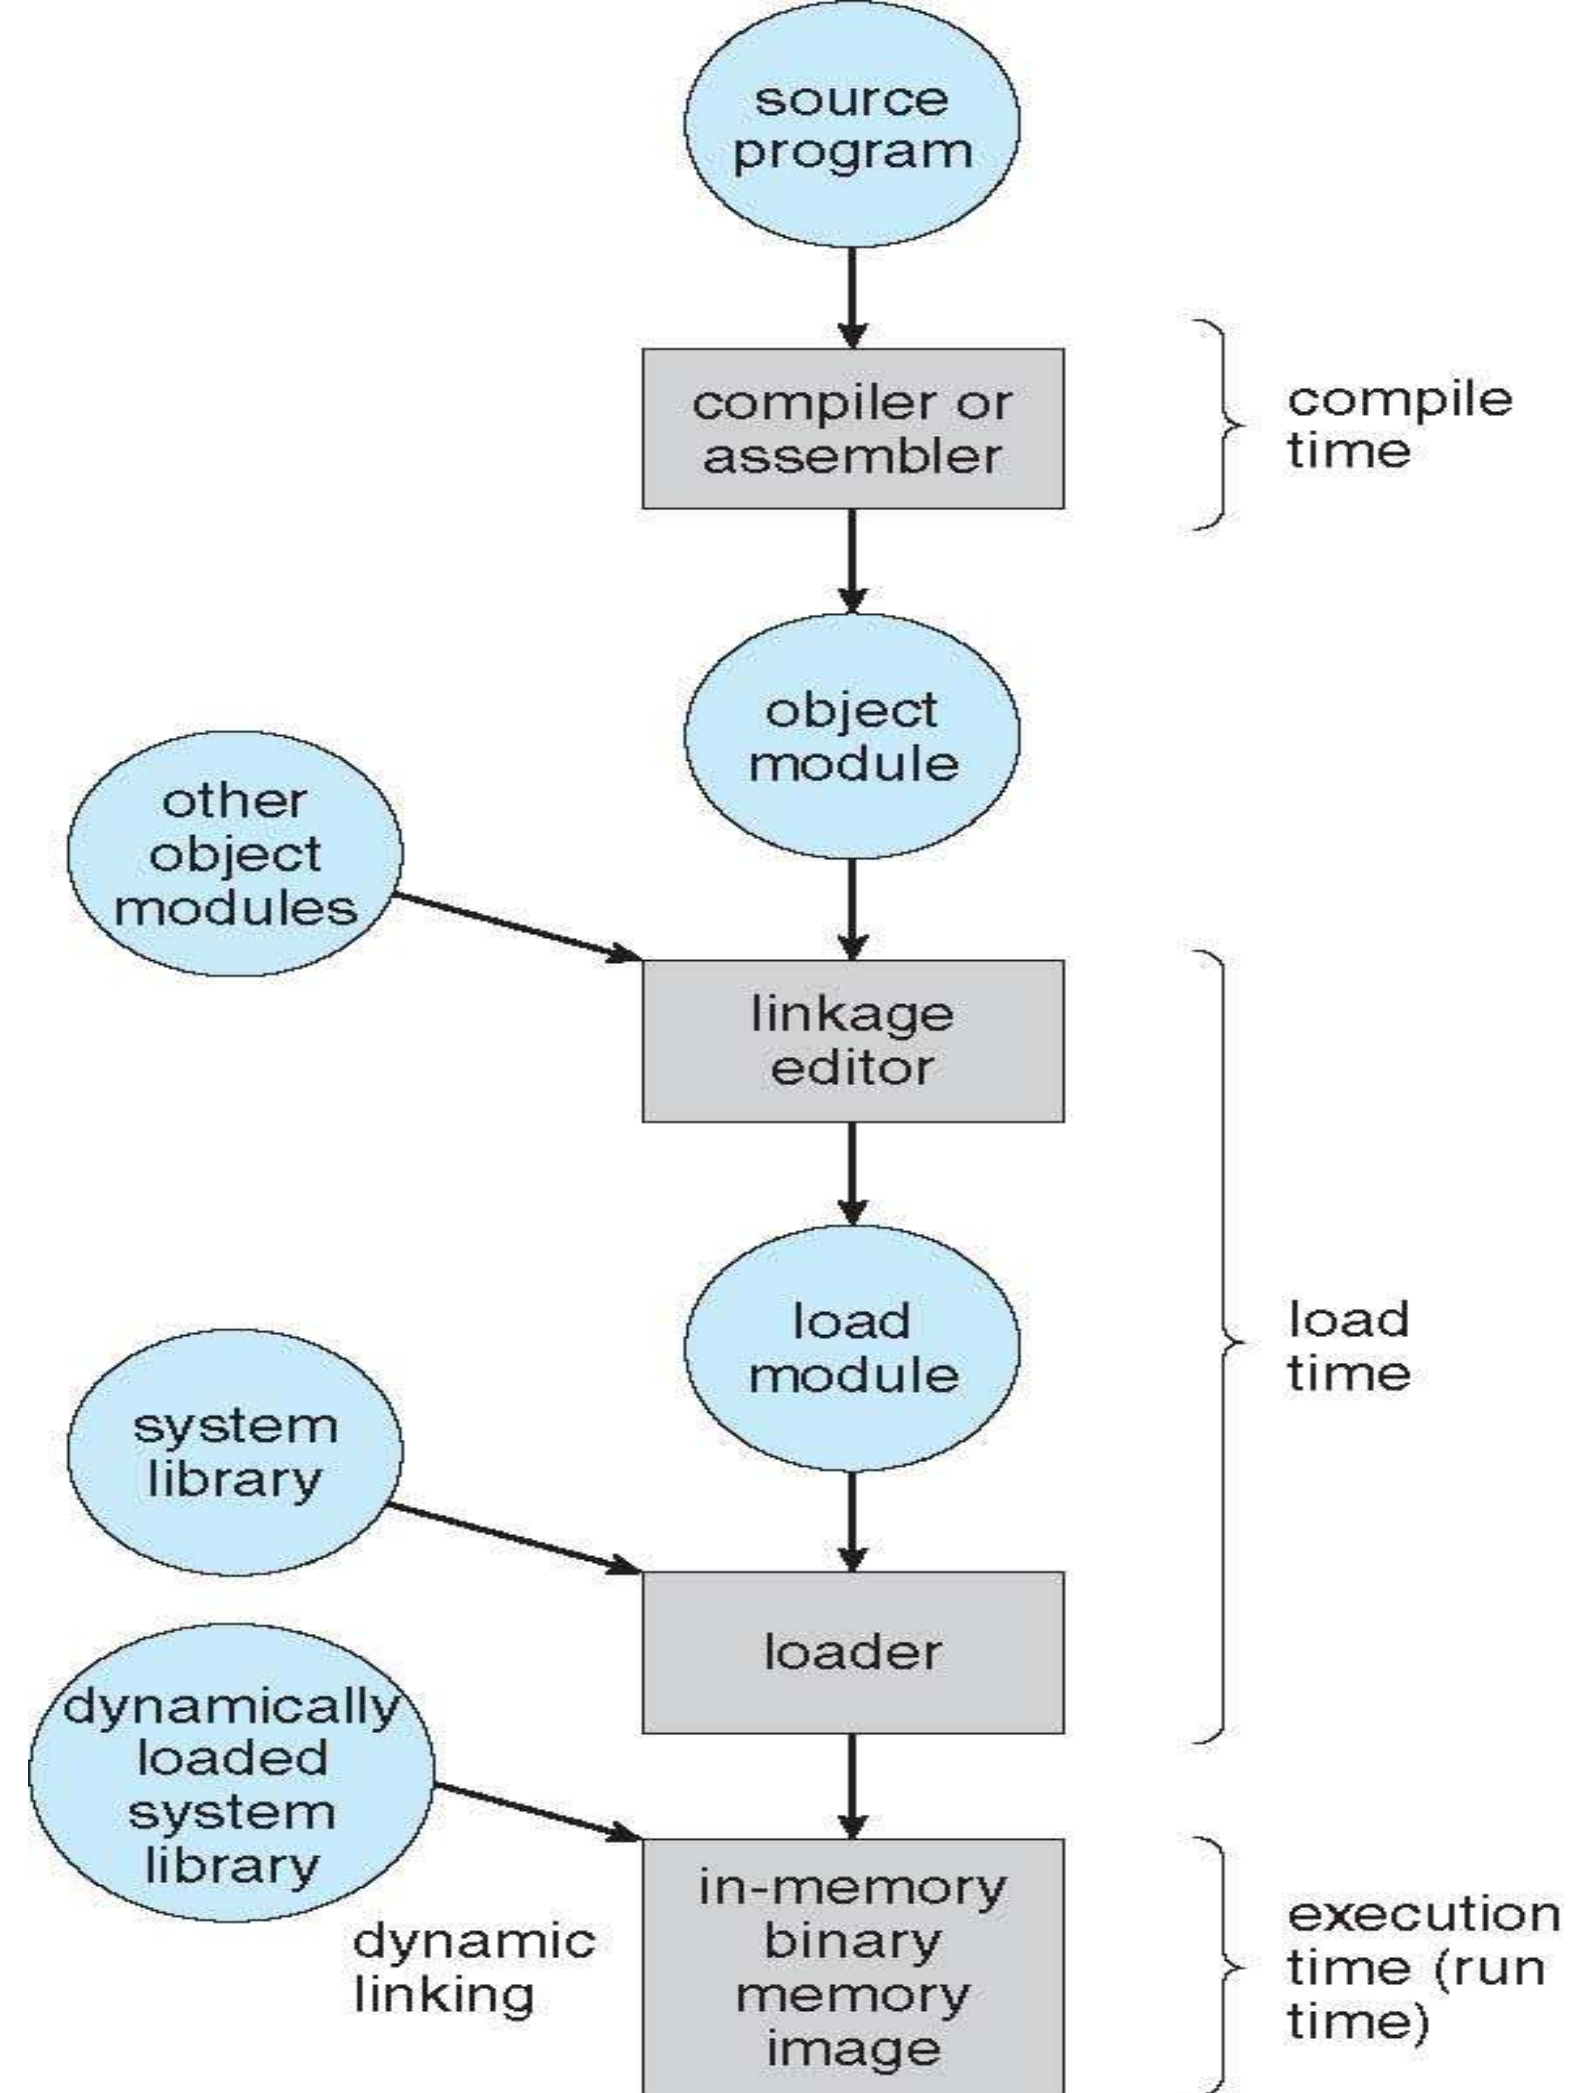 source
program
compiler or
assembler
compile
time
object
module
other
object
modules
linkage
editor
load
module
load
time
system
library
loader
dynamically
loaded
system
library
dynamic
linking
in-memory
binary
memory
image
execution
time (run
time)